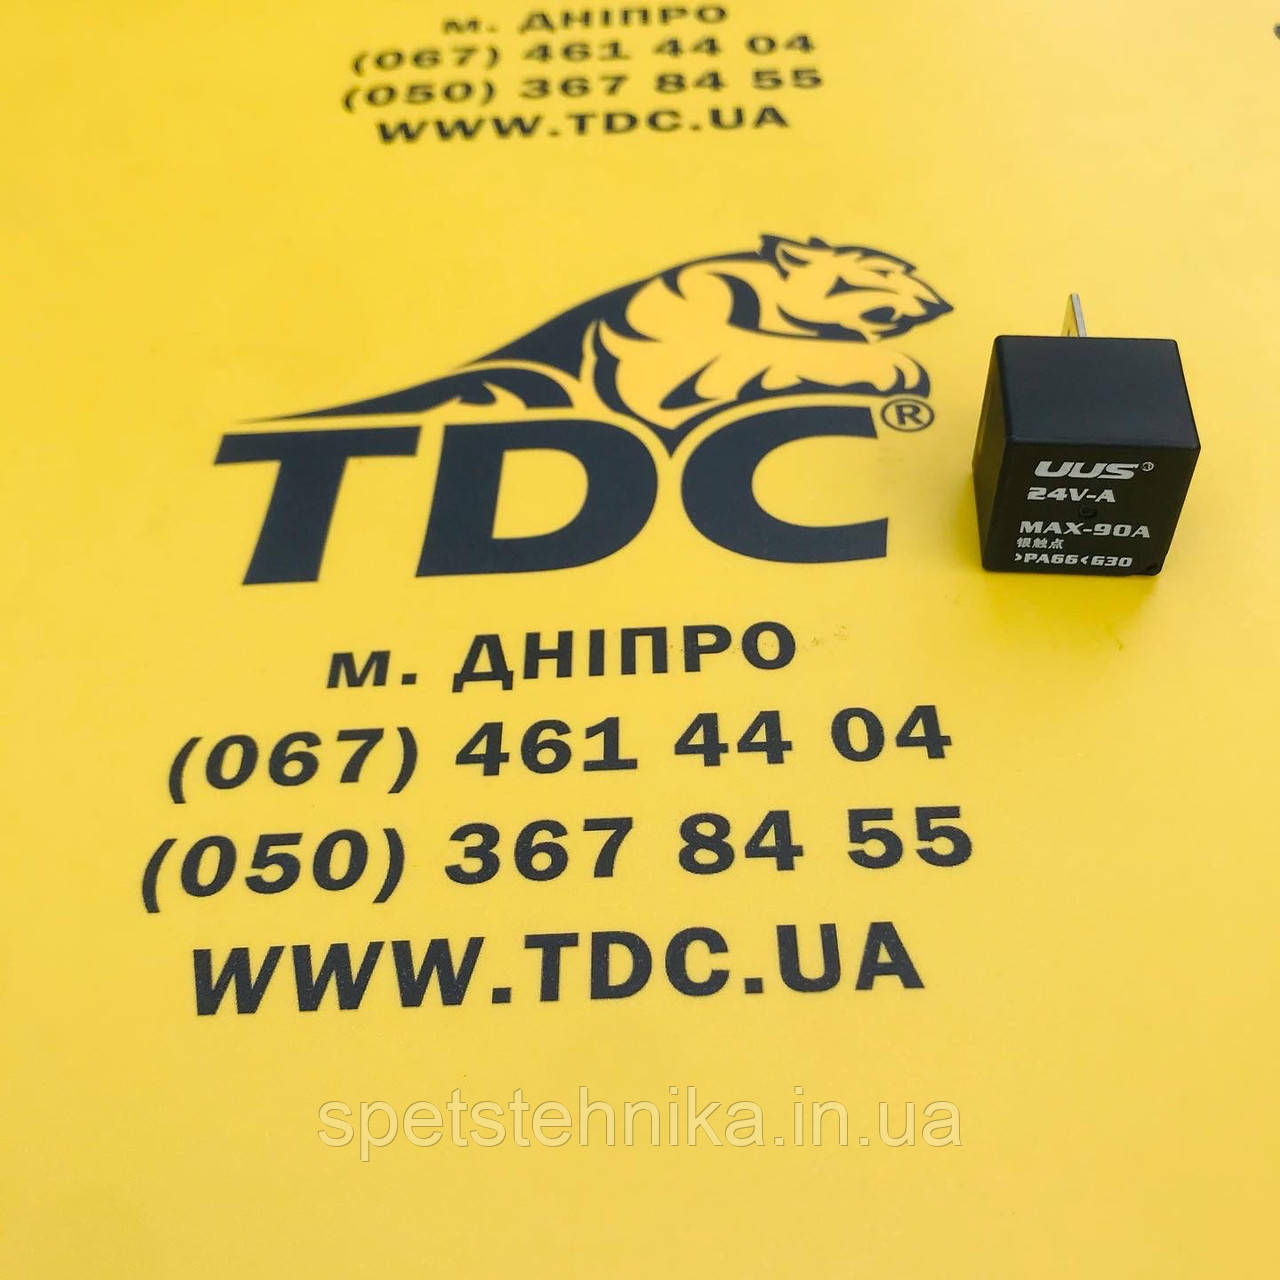 м. ДНІПРО
(067) 461 44 04
(050) 367 84 55
WWW.TDC.UA
TDC®
UUS®
24V-A
MAX-90A
银触点
>PA66<G30
м. ДНІПРО
(067) 461 44 04
(050) 367 84 55
WWW.TDC.UA
spetstehnika.in.ua